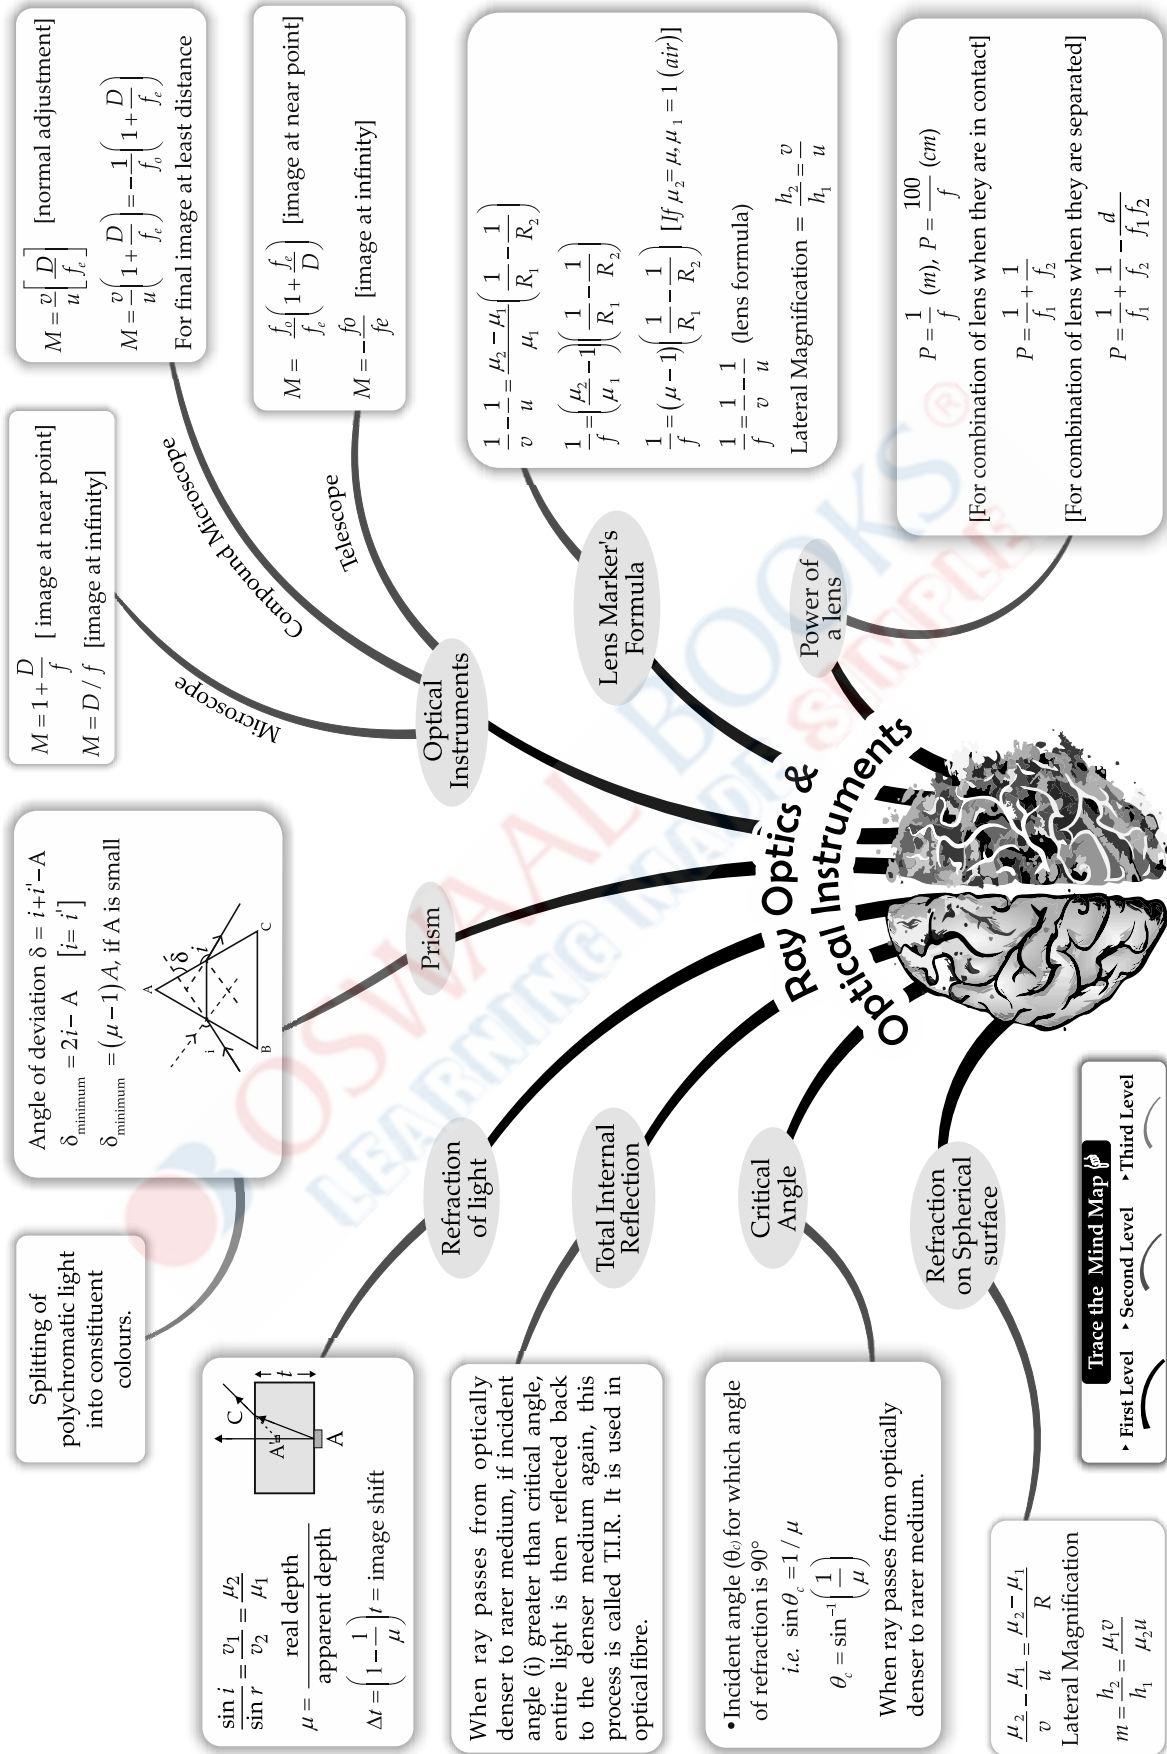 Ray Optics &
Optical Instruments
Refraction
on Spherical
surface
μ₂/v − μ₁/u = (μ₂ − μ₁)/R
Lateral Magnification
m = h₂/h₁ = μ₁v/μ₂u
Critical
Angle
•Incident angle (θc) for which angle
of refraction is 90°
i.e. sin θc = 1 / μ
θc = sin⁻¹(1/μ)
When ray passes from optically
denser to rarer medium.
Total Internal
Reflection
When ray passes from optically
denser to rarer medium, if incident
angle (i) greater than critical angle,
entire light is then reflected back
to the denser medium again, this
process is called T.I.R. It is used in
optical fibre.
Refraction
of light
sin i/sin r = v₁/v₂ = μ₂/μ₁
μ = real depth/apparent depth
Δt = (1 − 1/μ)t = image shift
A
A'
C
t
Prism
Splitting of
polychromatic light
into constituent
colours.
Angle of deviation δ = i+i'−A
δminimum = 2i − A [i= i']
δminimum = (μ−1)A, if A is small
A
B
C
i
δ
i'
Optical
Instruments
Microscope
M = 1 + D/f [ image at near point]
M = D / f [image at infinity]
Compound Microscope
M = v/u [D/fe] [normal adjustment]
M = v/u (1 + D/fe) = −1/fo (1 + D/fe)
For final image at least distance
Telescope
M = fo/fe (1 + fe/D) [image at near point]
M = − fo/fe [image at infinity]
Lens Marker's
Formula
1/v − 1/u = (μ₂ − μ₁)/μ₁ (1/R₁ − 1/R₂)
1/f = (μ₂/μ₁ − 1)(1/R₁ − 1/R₂)
1/f = (μ − 1)(1/R₁ − 1/R₂) [If μ₂ = μ, μ₁ = 1 (air)]
1/f = 1/v − 1/u (lens formula)
Lateral Magnification = h₂/h₁ = v/u
Power of
a lens
P = 1/f (m), P = 100/f (cm)
[For combination of lens when they are in contact]
P = 1/f₁ + 1/f₂
[For combination of lens when they are separated]
P = 1/f₁ + 1/f₂ − d/f₁f₂
Trace the Mind Map
First Level
Second Level
Third Level
OSWAAL BOOKS®
LEARNING MADE SIMPLE